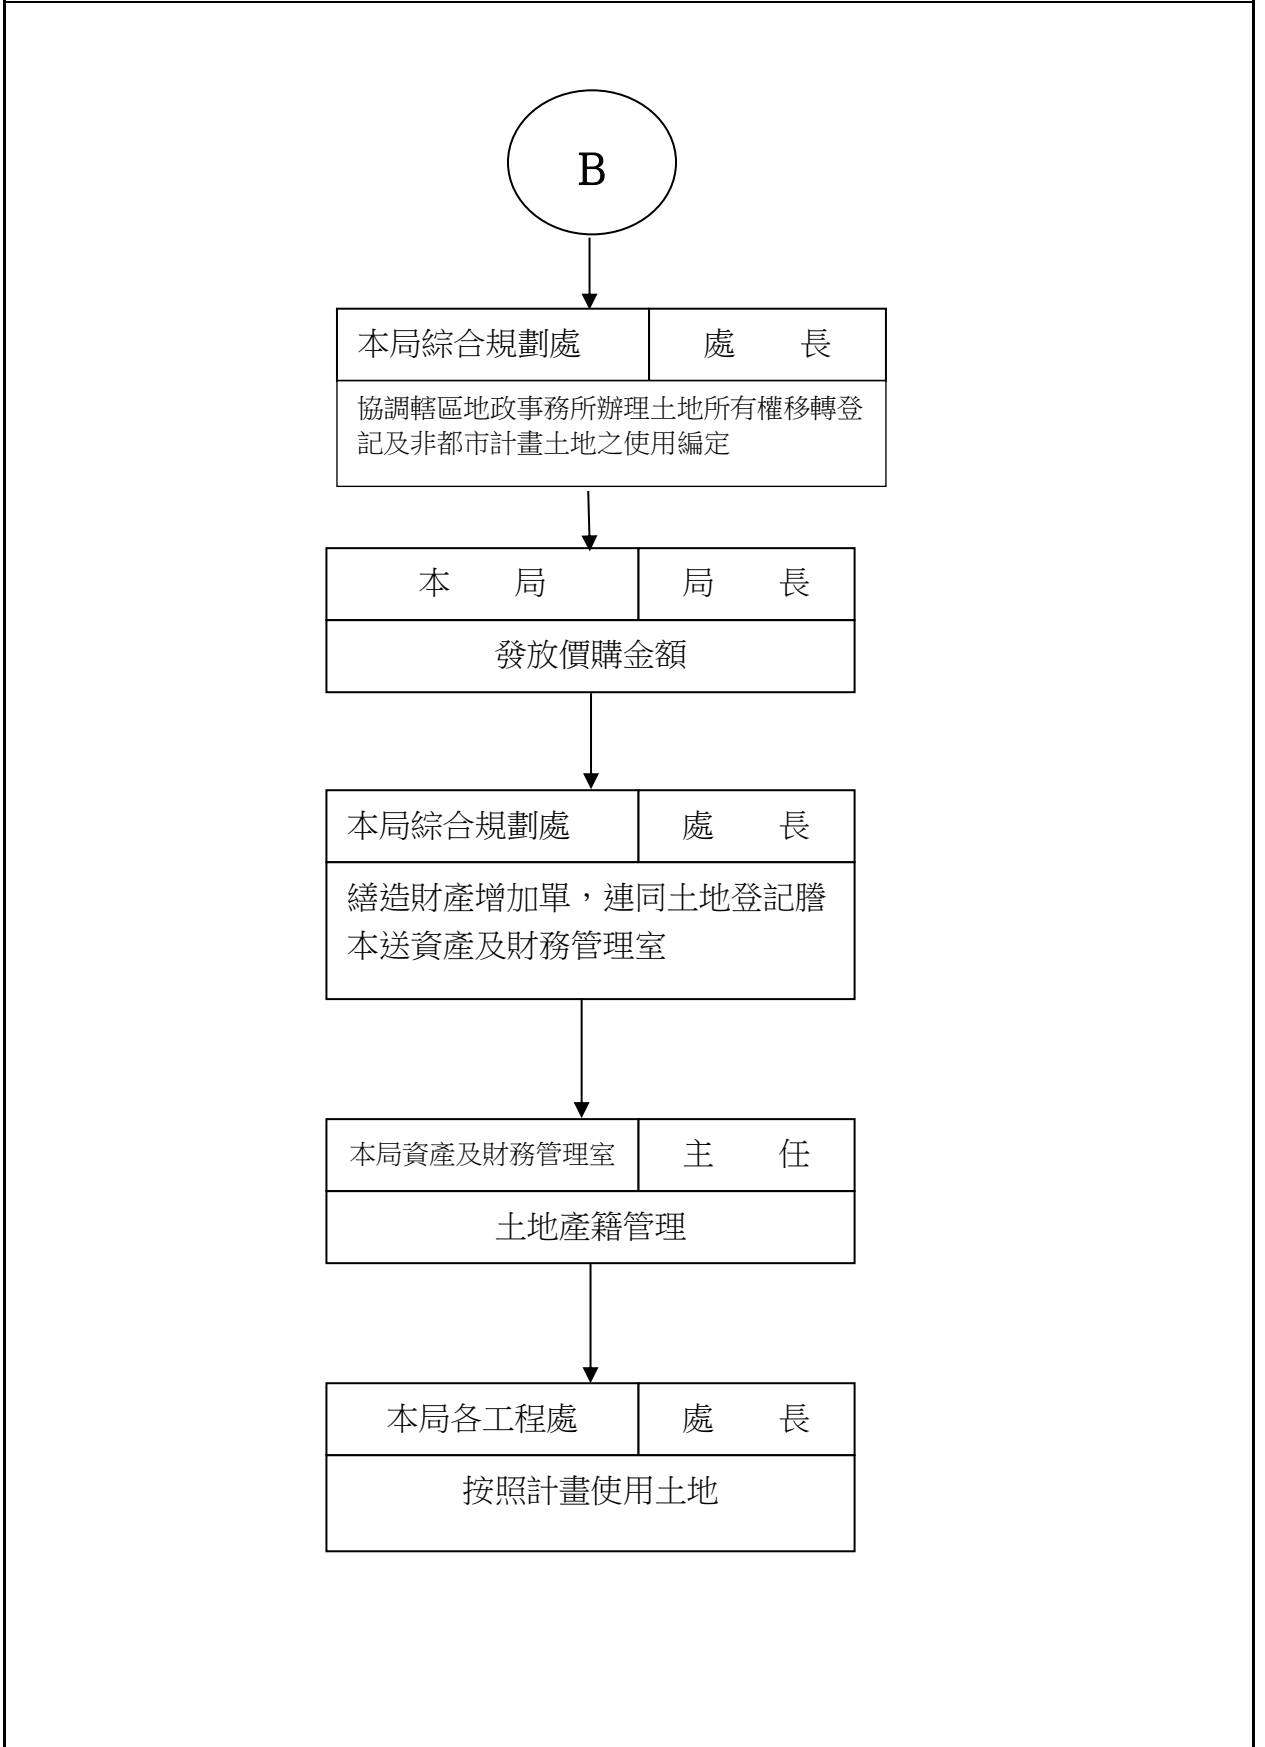 B
本局綜合規劃處 處　　長
協調轄區地政事務所辦理土地所有權移轉登
記及非都市計畫土地之使用編定
本　　局 局　　長
發放價購金額
本局綜合規劃處 處　　長
繕造財產增加單，連同土地登記謄
本送資產及財務管理室
本局資產及財務管理室 主　　任
土地產籍管理
本局各工程處 處　　長
按照計畫使用土地